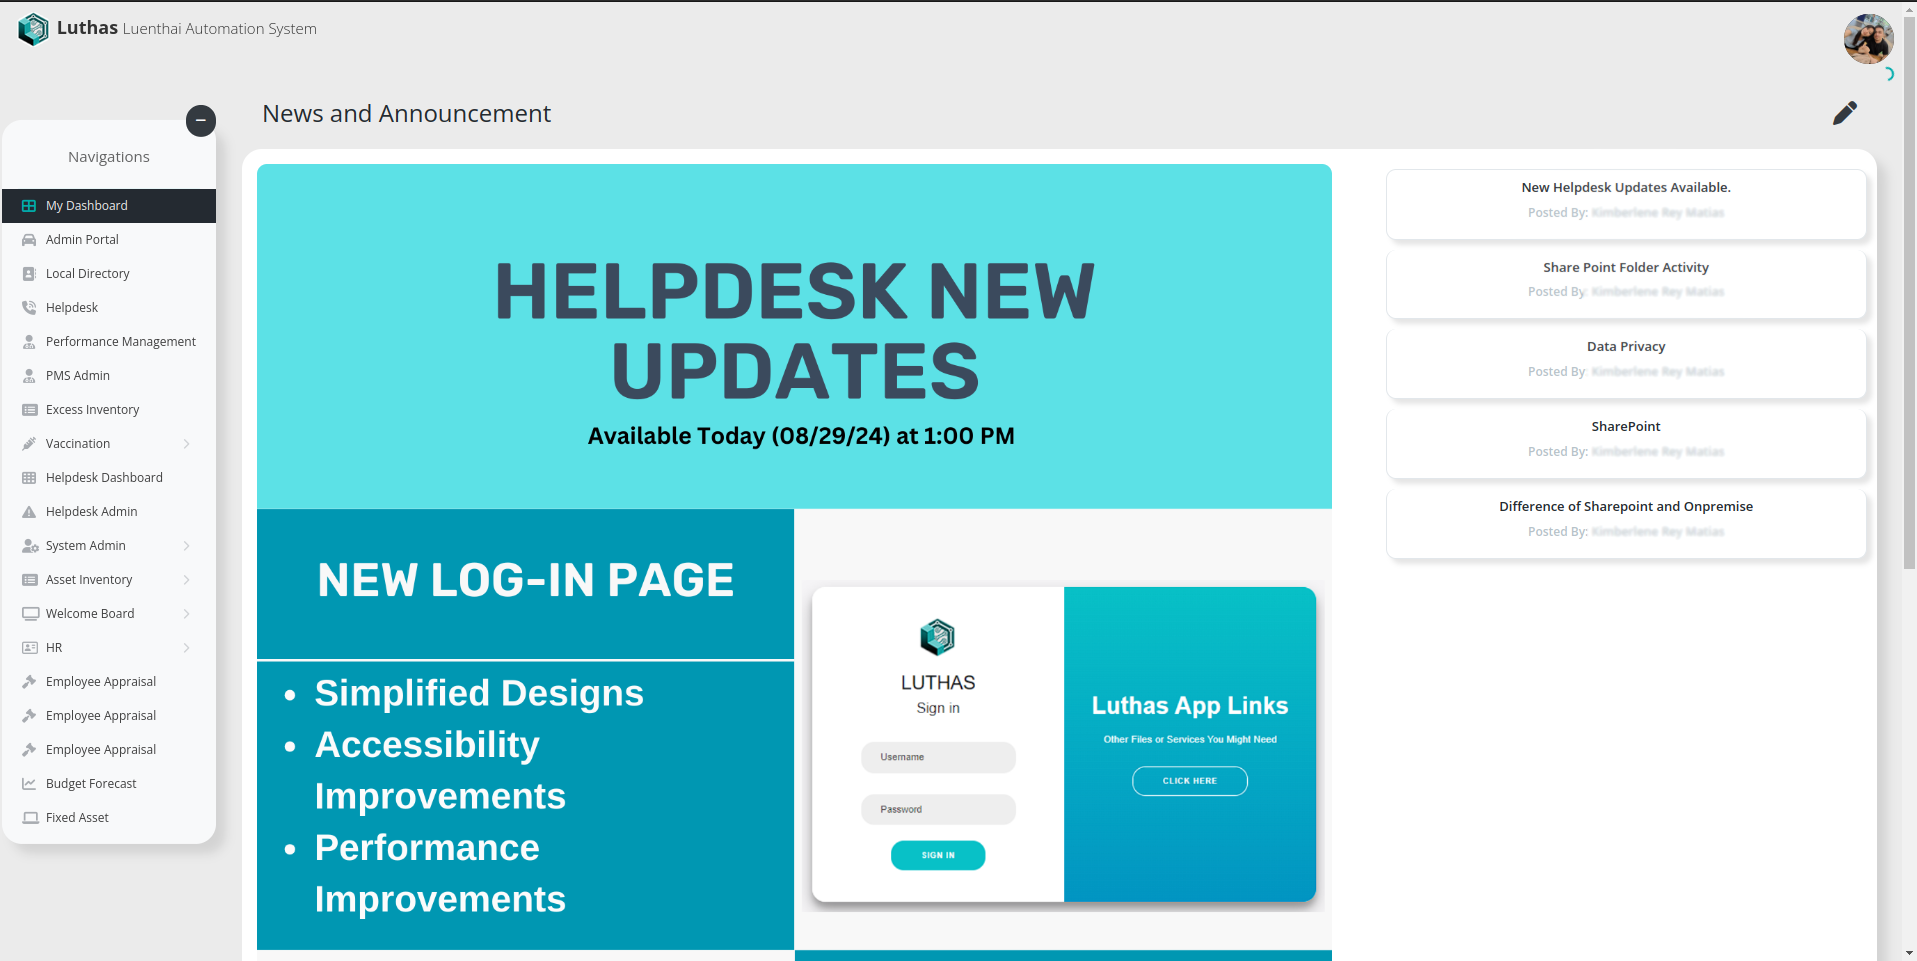 Luthas Luenthai Automation System
News and Announcement
Navigations
My Dashboard
Admin Portal
Local Directory
Helpdesk
Performance Management
PMS Admin
Excess Inventory
Vaccination
Helpdesk Dashboard
Helpdesk Admin
System Admin
Asset Inventory
Welcome Board
HR
Employee Appraisal
Employee Appraisal
Employee Appraisal
Budget Forecast
Fixed Asset
HELPDESK NEW
UPDATES
Available Today (08/29/24) at 1:00 PM
NEW LOG-IN PAGE
• Simplified Designs
• Accessibility
Improvements
• Performance
Improvements
LUTHAS
Sign in
Username
Password
SIGN IN
Luthas App Links
Other Files or Services You Might Need
CLICK HERE
New Helpdesk Updates Available.
Posted By:
Share Point Folder Activity
Posted By:
Data Privacy
Posted By:
SharePoint
Posted By:
Difference of Sharepoint and Onpremise
Posted By: